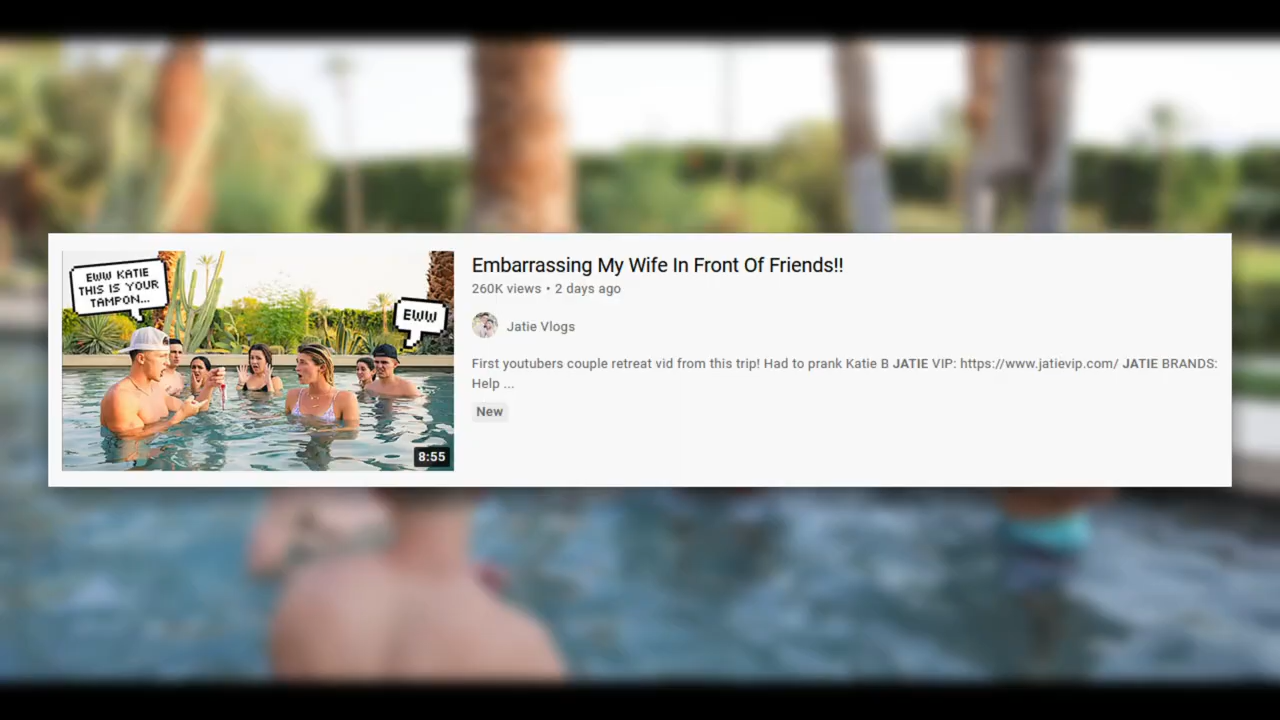 EWW KATIE
THIS IS YOUR
TAMPON...
EWW
8:55
Embarrassing My Wife In Front Of Friends!!
260K views • 2 days ago
Jatie Vlogs
First youtubers couple retreat vid from this trip! Had to prank Katie B JATIE VIP: https://www.jatievip.com/ JATIE BRANDS:
Help ...
New